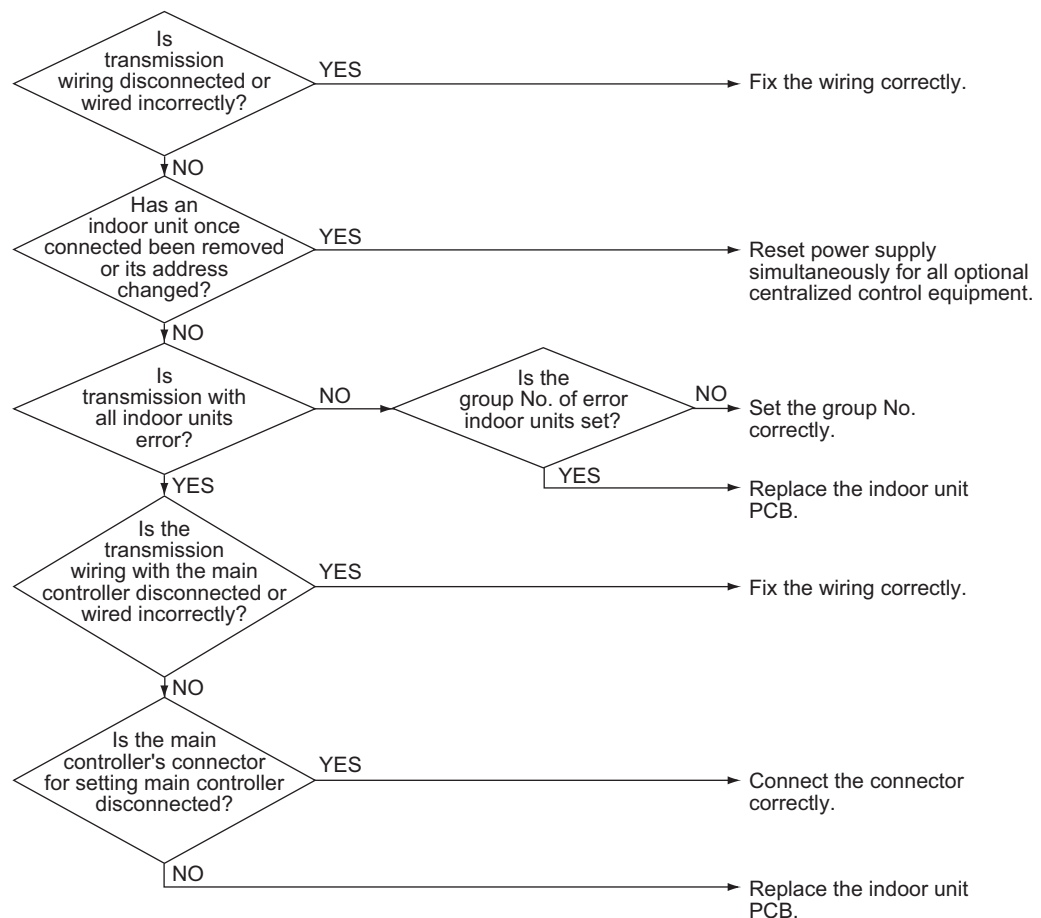 Is
transmission
wiring disconnected or
wired incorrectly?
YES
Fix the wiring correctly.
NO
Has an
indoor unit once
connected been removed
or its address
changed?
YES
Reset power supply
simultaneously for all optional
centralized control equipment.
NO
Is
transmission with
all indoor units
error?
NO
Is the
group No. of error
indoor units set?
NO
Set the group No.
correctly.
YES
Replace the indoor unit
PCB.
YES
Is the
transmission
wiring with the main
controller disconnected or
wired incorrectly?
YES
Fix the wiring correctly.
NO
Is the main
controller's connector
for setting main controller
disconnected?
YES
Connect the connector
correctly.
NO
Replace the indoor unit
PCB.